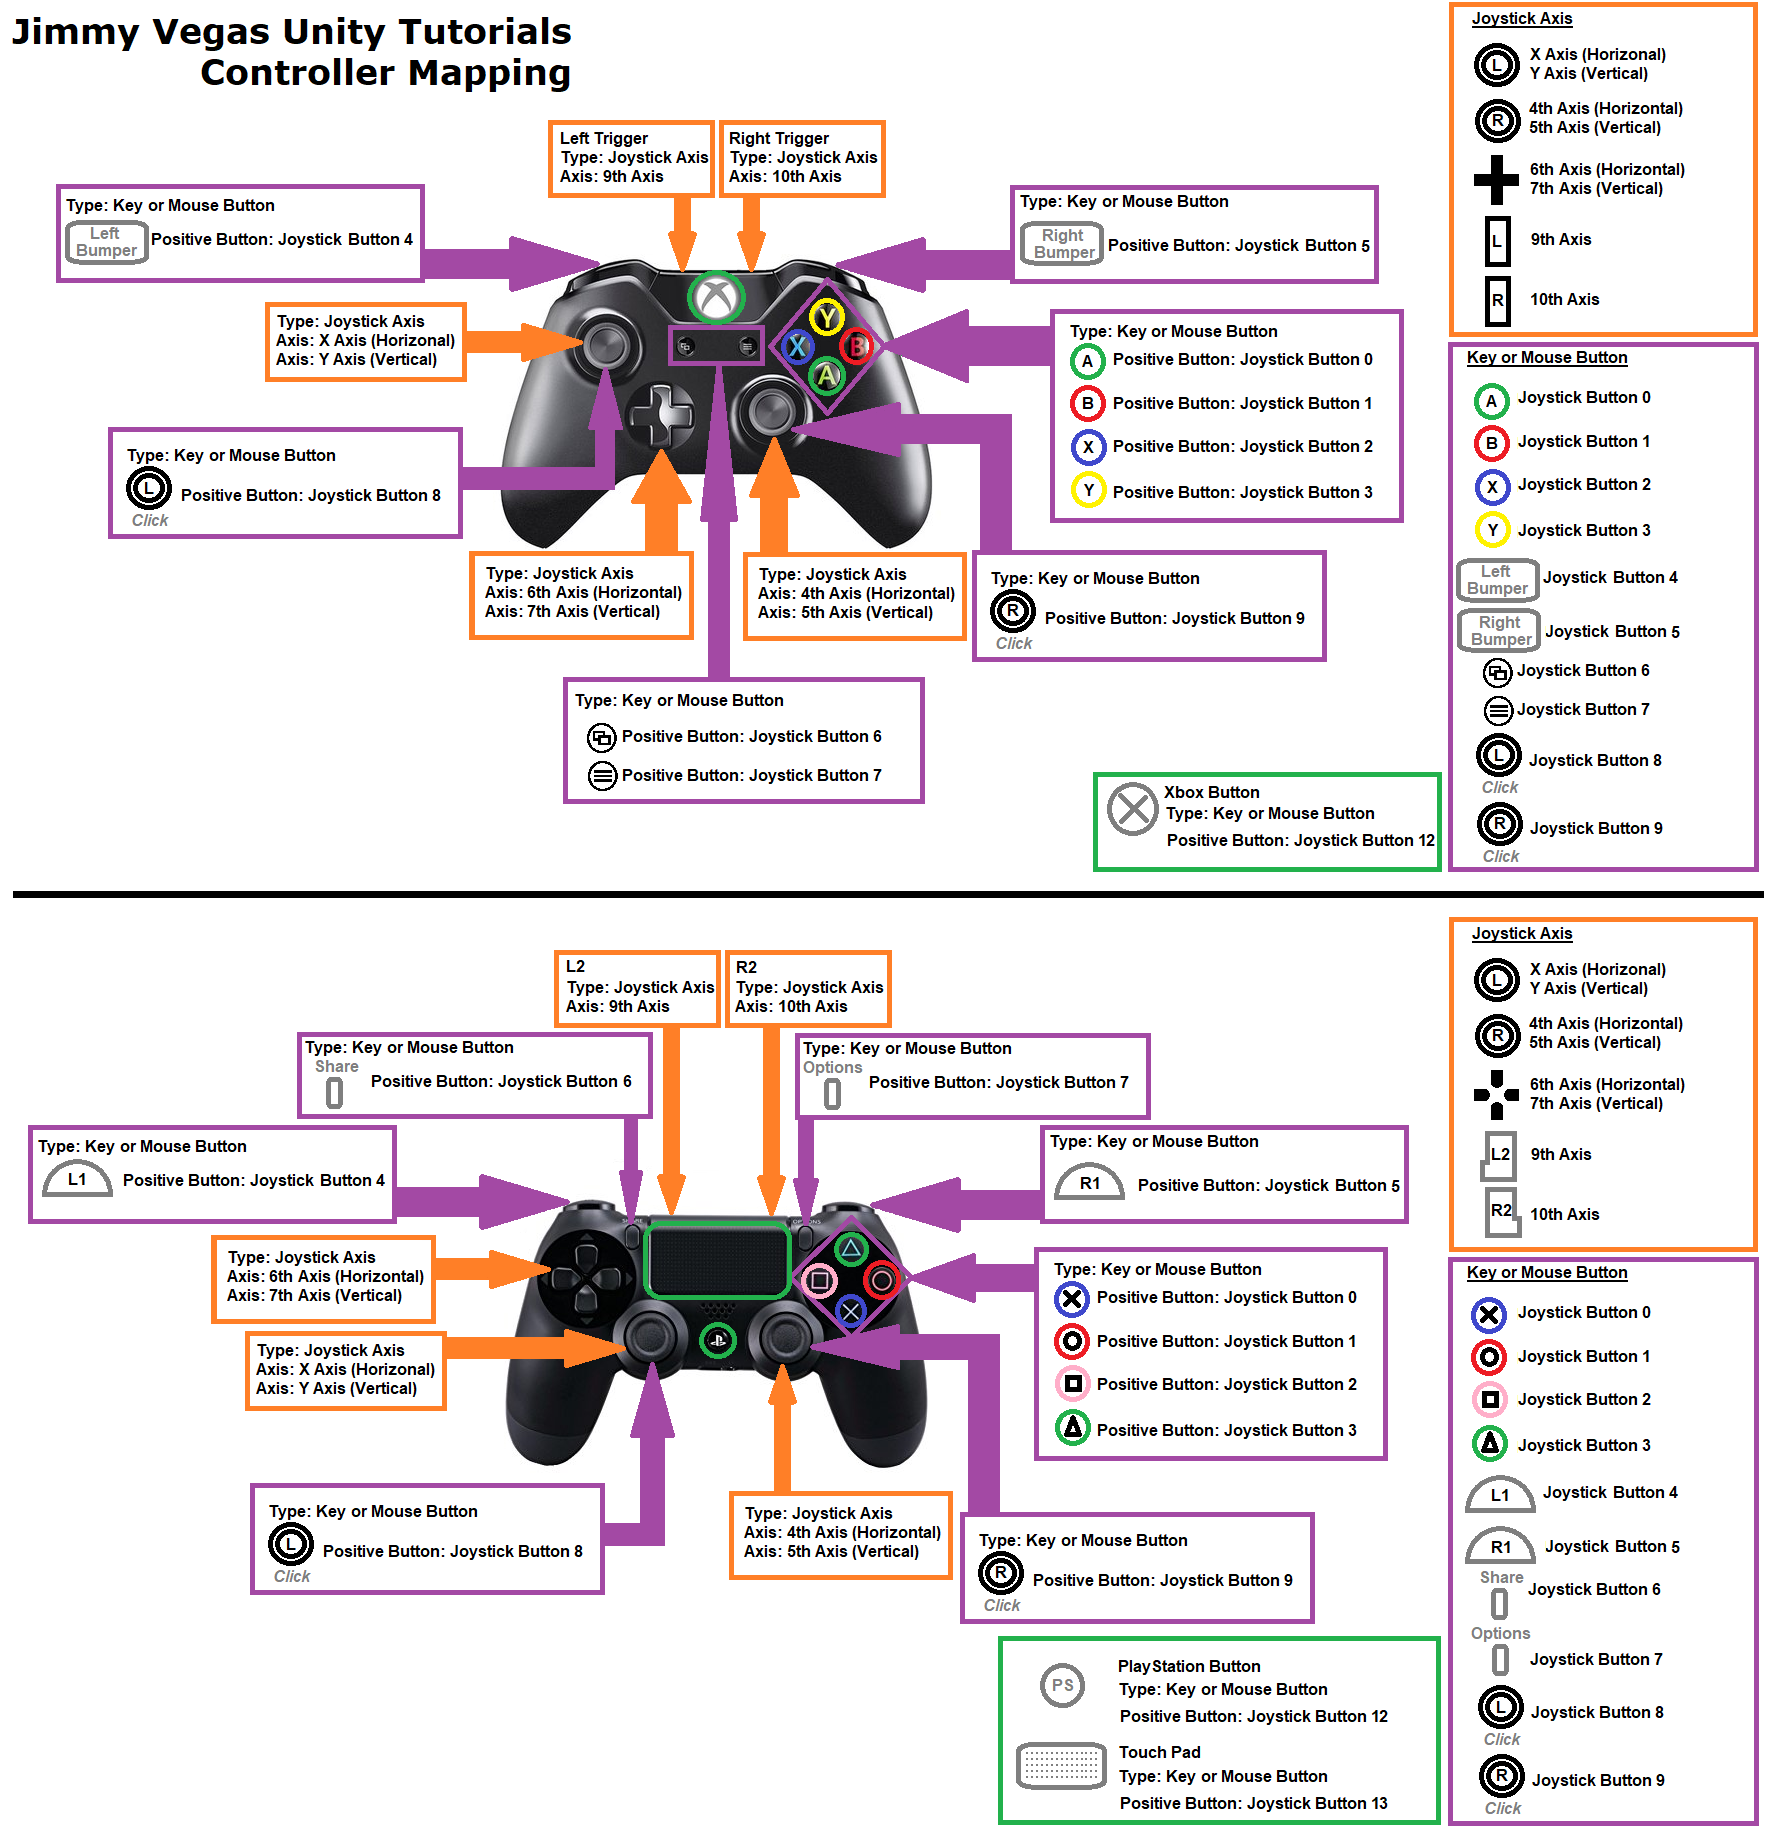 Jimmy Vegas Unity Tutorials
Controller Mapping
Left Trigger
Type: Joystick Axis
Axis: 9th Axis
Right Trigger
Type: Joystick Axis
Axis: 10th Axis
Type: Key or Mouse Button
Left
Bumper
Positive Button: Joystick Button 4
Type: Key or Mouse Button
Right
Bumper
Positive Button: Joystick Button 5
Type: Joystick Axis
Axis: X Axis (Horizonal)
Axis: Y Axis (Vertical)
Y
X
B
A
Type: Key or Mouse Button
A Positive Button: Joystick Button 0
B Positive Button: Joystick Button 1
X Positive Button: Joystick Button 2
Y Positive Button: Joystick Button 3
Type: Key or Mouse Button
L Positive Button: Joystick Button 8
Click
Type: Joystick Axis
Axis: 6th Axis (Horizontal)
Axis: 7th Axis (Vertical)
Type: Joystick Axis
Axis: 4th Axis (Horizontal)
Axis: 5th Axis (Vertical)
Type: Key or Mouse Button
R Positive Button: Joystick Button 9
Click
Type: Key or Mouse Button
Positive Button: Joystick Button 6
Positive Button: Joystick Button 7
Xbox Button
Type: Key or Mouse Button
Positive Button: Joystick Button 12
Joystick Axis
L X Axis (Horizonal)
Y Axis (Vertical)
R 4th Axis (Horizontal)
5th Axis (Vertical)
6th Axis (Horizontal)
7th Axis (Vertical)
L 9th Axis
R 10th Axis
Key or Mouse Button
A Joystick Button 0
B Joystick Button 1
X Joystick Button 2
Y Joystick Button 3
Left
Bumper
Joystick Button 4
Right
Bumper
Joystick Button 5
Joystick Button 6
Joystick Button 7
L Joystick Button 8
Click
R Joystick Button 9
Click
L2
Type: Joystick Axis
Axis: 9th Axis
R2
Type: Joystick Axis
Axis: 10th Axis
Type: Key or Mouse Button
Share
Positive Button: Joystick Button 6
Type: Key or Mouse Button
Options
Positive Button: Joystick Button 7
Type: Key or Mouse Button
L1 Positive Button: Joystick Button 4
Type: Key or Mouse Button
R1 Positive Button: Joystick Button 5
SHARE
OPTIONS
Type: Joystick Axis
Axis: 6th Axis (Horizontal)
Axis: 7th Axis (Vertical)
Type: Joystick Axis
Axis: X Axis (Horizonal)
Axis: Y Axis (Vertical)
Type: Key or Mouse Button
Positive Button: Joystick Button 0
Positive Button: Joystick Button 1
Positive Button: Joystick Button 2
Positive Button: Joystick Button 3
Type: Key or Mouse Button
L Positive Button: Joystick Button 8
Click
Type: Joystick Axis
Axis: 4th Axis (Horizontal)
Axis: 5th Axis (Vertical)
Type: Key or Mouse Button
R Positive Button: Joystick Button 9
Click
PlayStation Button
PS Type: Key or Mouse Button
Positive Button: Joystick Button 12
Touch Pad
Type: Key or Mouse Button
Positive Button: Joystick Button 13
Joystick Axis
L X Axis (Horizonal)
Y Axis (Vertical)
R 4th Axis (Horizontal)
5th Axis (Vertical)
6th Axis (Horizontal)
7th Axis (Vertical)
L2 9th Axis
R2 10th Axis
Key or Mouse Button
Joystick Button 0
Joystick Button 1
Joystick Button 2
Joystick Button 3
L1 Joystick Button 4
R1 Joystick Button 5
Share
Joystick Button 6
Options
Joystick Button 7
L Joystick Button 8
Click
R Joystick Button 9
Click